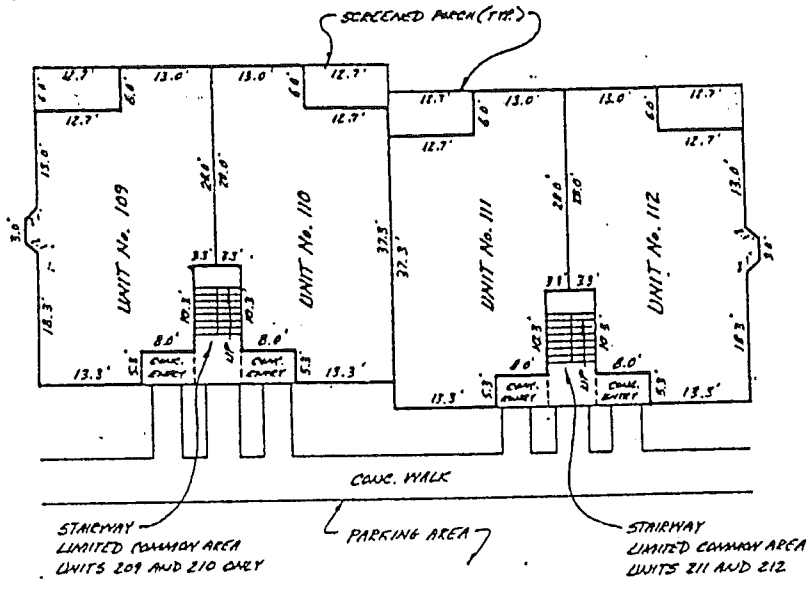 SCREENED PORCH (TYP.)
12.7' 13.0' 13.0' 12.7'
6.0' 6.0' 6.0'
12.7' 12.7'
12.7' 13.0' 13.0' 12.7'
6.0' 6.0'
12.7' 12.7'
13.0' 28.0' 28.0' 13.0'
3.0' 3.0'
UNIT No. 109
UNIT No. 110
UNIT No. 111
UNIT No. 112
37.3' 37.3'
3.3' 3.3'
3.3' 3.3'
18.3' 10.3' 10.3' 10.3' 10.3' 18.3'
8.0' 8.0' 8.0' 8.0'
UP UP
13.3' 5.3' 5.3' 13.3'
13.3' 5.3' 5.3' 13.3'
CONC. ENTRY
CONC. ENTRY
CONC. ENTRY
CONC. ENTRY
CONC. WALK
PARKING AREA
STAIRWAY
LIMITED COMMON AREA
UNITS 209 AND 210 ONLY
STAIRWAY
LIMITED COMMON AREA
UNITS 211 AND 212